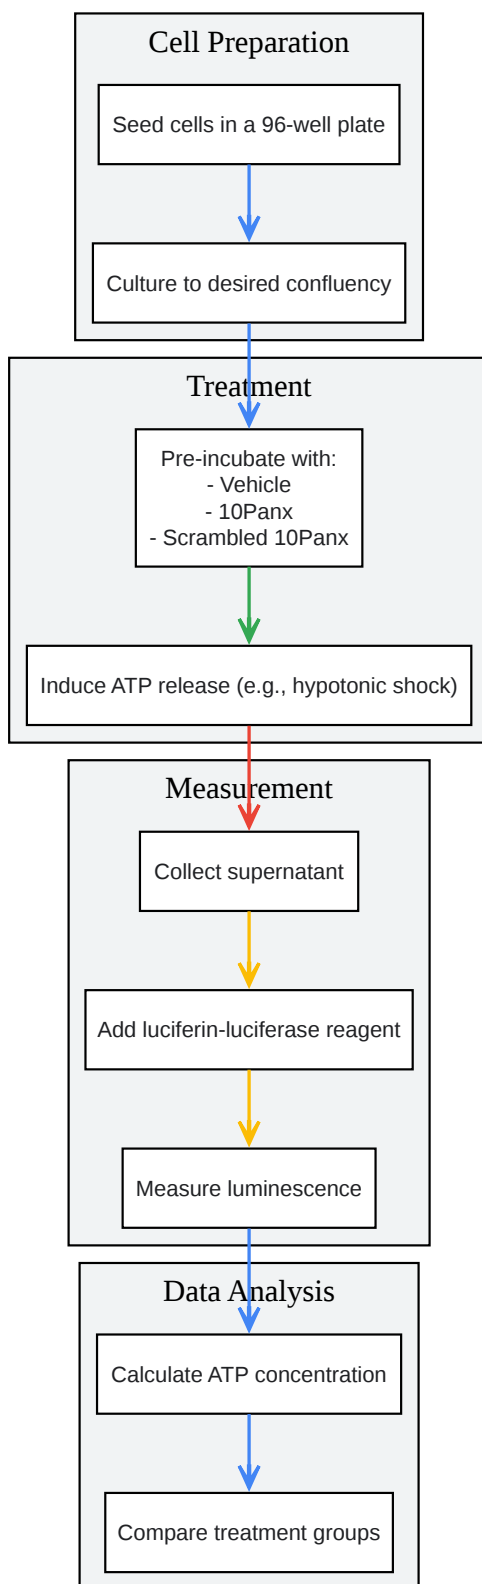 Cell Preparation
Seed cells in a 96-well plate
Culture to desired confluency
Treatment
Pre-incubate with:
- Vehicle
- 10Panx
- Scrambled 10Panx
Induce ATP release (e.g., hypotonic shock)
Measurement
Collect supernatant
Add luciferin-luciferase reagent
Measure luminescence
Data Analysis
Calculate ATP concentration
Compare treatment groups